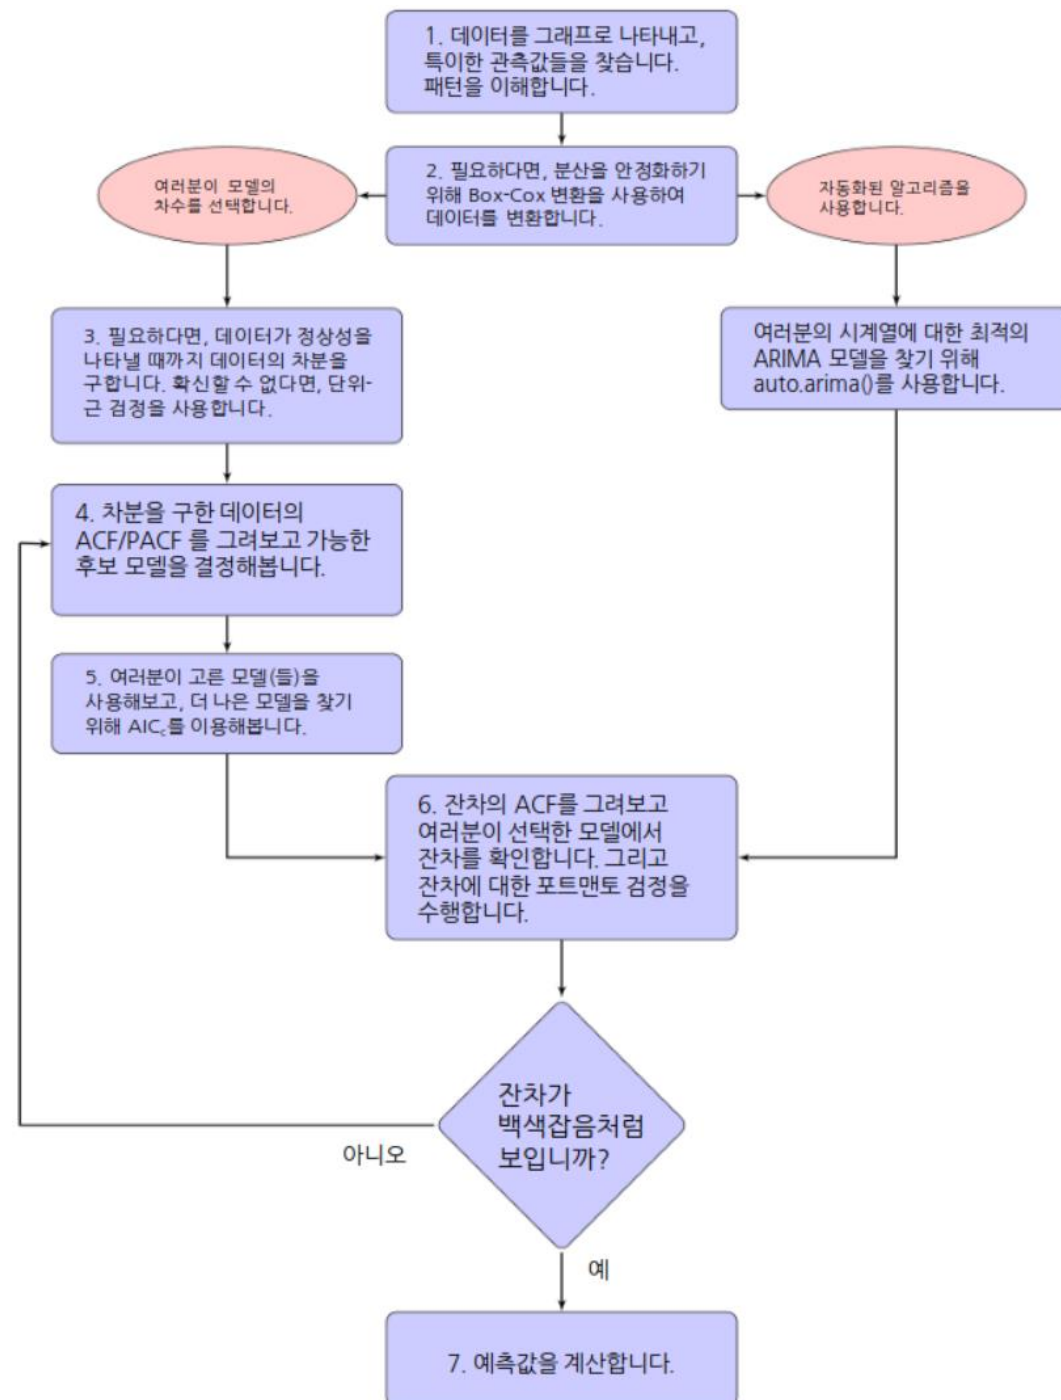 1. 데이터를 그래프로 나타내고,
특이한 관측값들을 찾습니다.
패턴을 이해합니다.
여러분이 모델의
차수를 선택합니다.
2. 필요하다면, 분산을 안정화하기
위해 Box-Cox 변환을 사용하여
데이터를 변환합니다.
자동화된 알고리즘을
사용합니다.
3. 필요하다면, 데이터가 정상성을
나타낼 때까지 데이터의 차분을
구합니다. 확신할 수 없다면, 단위-
근 검정을 사용합니다.
여러분의 시계열에 대한 최적의
ARIMA 모델을 찾기 위해
auto.arima()를 사용합니다.
4. 차분을 구한 데이터의
ACF/PACF 를 그려보고 가능한
후보 모델을 결정해봅니다.
5. 여러분이 고른 모델(들)을
사용해보고, 더 나은 모델을 찾기
위해 AICc를 이용해봅니다.
6. 잔차의 ACF를 그려보고
여러분이 선택한 모델에서
잔차를 확인합니다. 그리고
잔차에 대한 포트맨토 검정을
수행합니다.
잔차가
백색잡음처럼
보입니까?
아니오
예
7. 예측값을 계산합니다.